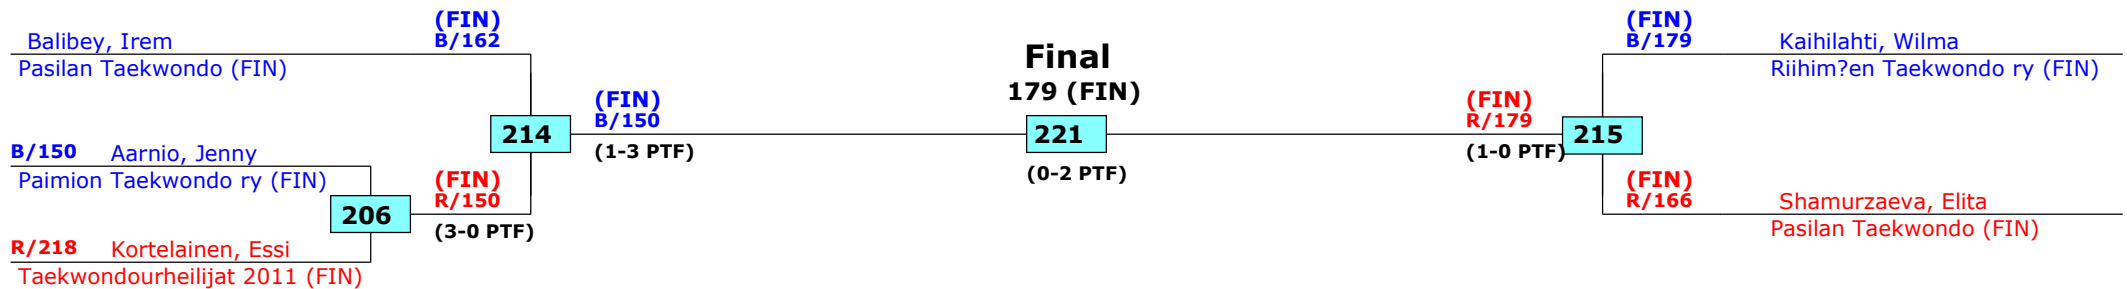 (FIN)
B/162
Balibey, Irem
Pasilan Taekwondo (FIN)
B/150 Aarnio, Jenny
Paimion Taekwondo ry (FIN)
R/218 Kortelainen, Essi
Taekwondourheilijat 2011 (FIN)
206
(FIN)
R/150
(3-0 PTF)
214
(FIN)
B/150
(1-3 PTF)
Final
179 (FIN)
221
(0-2 PTF)
(FIN)
R/179
(1-0 PTF)
215
(FIN)
B/179
Kaihilahti, Wilma
Riihim?en Taekwondo ry (FIN)
(FIN)
R/166
Shamurzaeva, Elita
Pasilan Taekwondo (FIN)